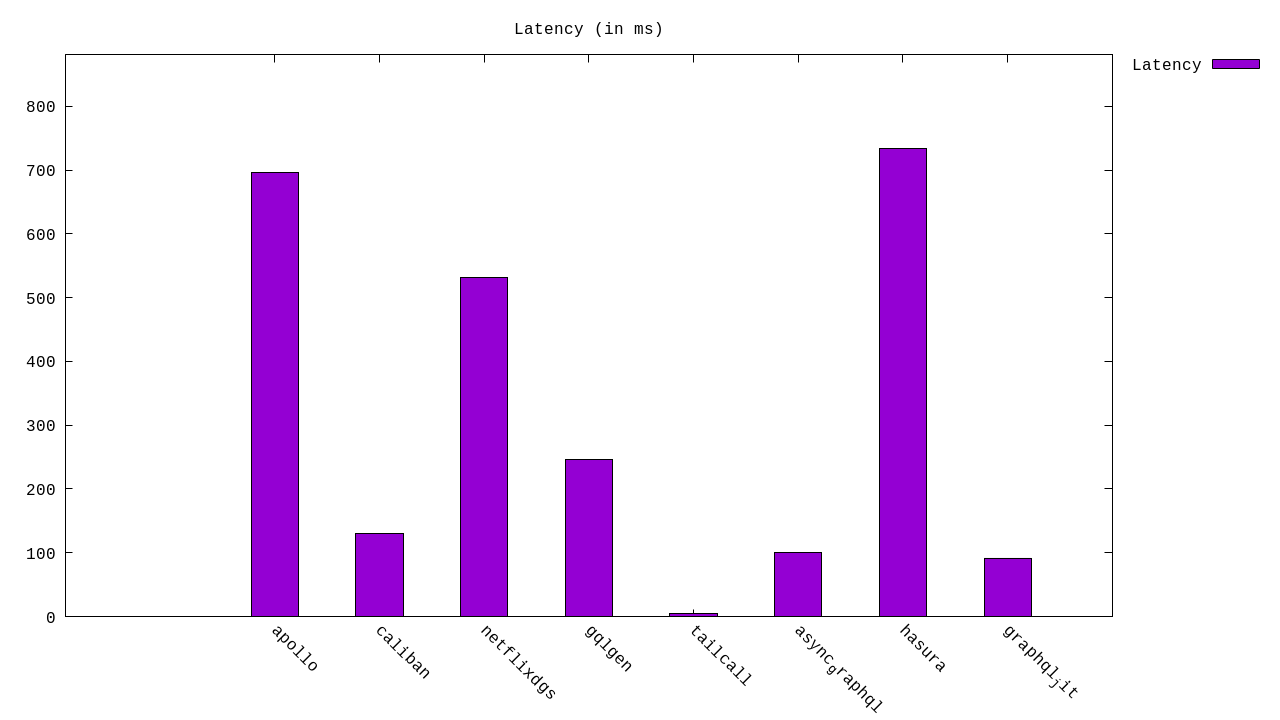 Latency (in ms)
Latency
800
700
600
500
400
300
200
100
0
apollo
caliban
netflixdgs
gqlgen
tailcall
async_graphql
hasura
graphql_jit